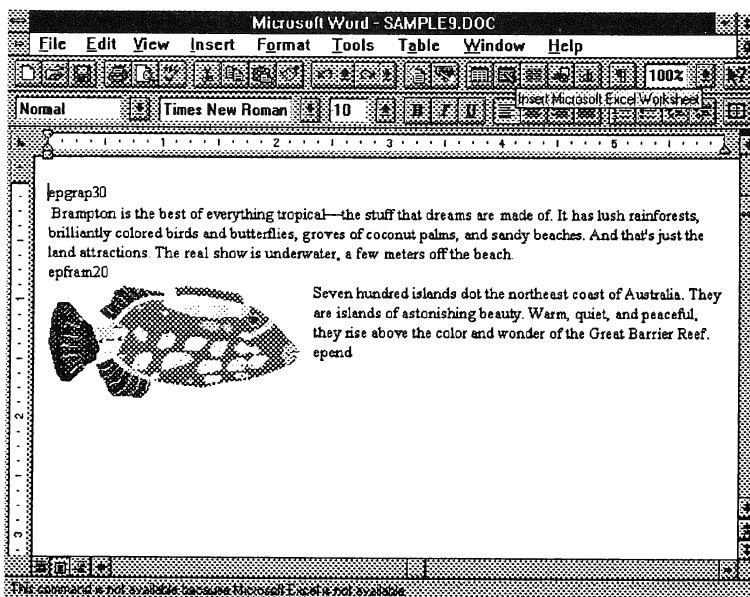 Microsoft Word - SAMPLE9.DOC
File Edit View Insert Format Tools Table Window Help
100%
Insert Microsoft Excel Worksheet
Normal Times New Roman 10 B I U
1 2 3 4 5
epgrap30
Brampton is the best of everything tropical—the stuff that dreams are made of. It has lush rainforests,
brilliantly colored birds and butterflies, groves of coconut palms, and sandy beaches. And that's just the
land attractions. The real show is underwater, a few meters off the beach.
epfram20
Seven hundred islands dot the northeast coast of Australia. They
are islands of astonishing beauty. Warm, quiet, and peaceful,
they rise above the color and wonder of the Great Barrier Reef.
epend
1
2
3
This command is not available because Microsoft Excel is not available.